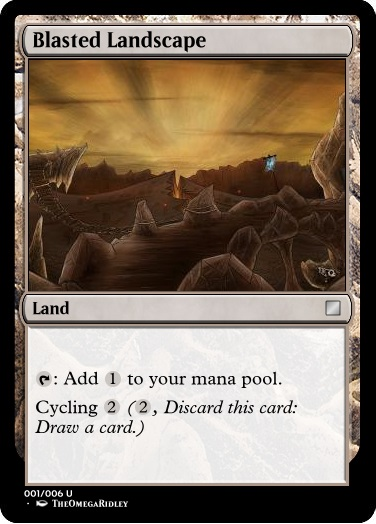 Blasted Landscape
Land
: Add 1 to your mana pool.
Cycling 2 (2, Discard this card:
Draw a card.)
001/006 U
· TheOmegaRidley